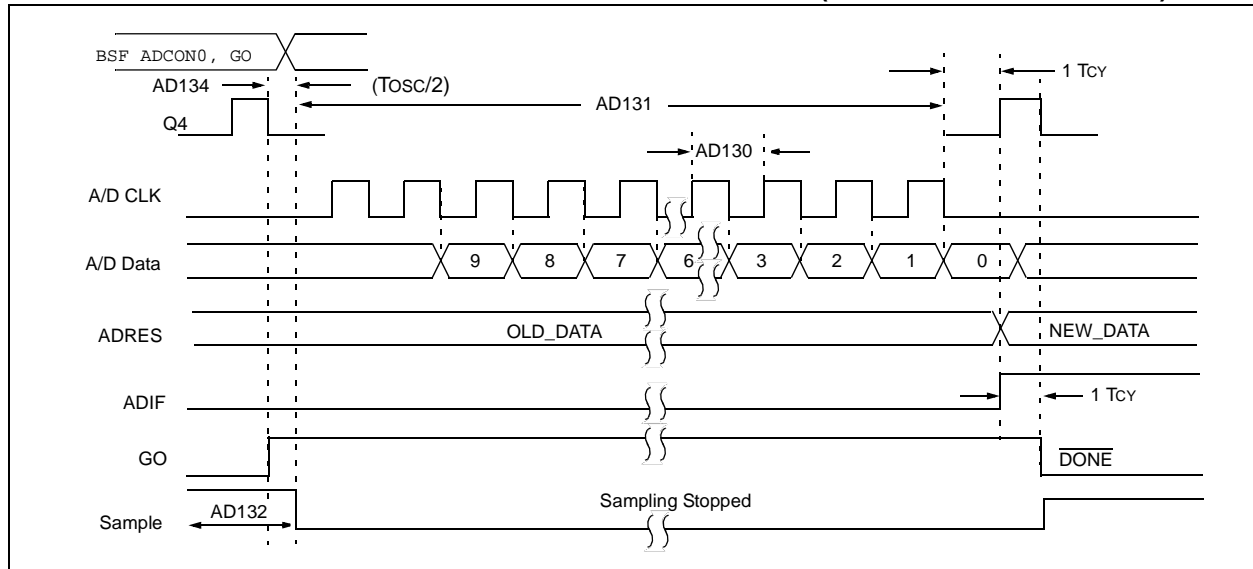 BSF ADCON0, GO
AD134
(TOSC/2)
1 TCY
AD131
Q4
AD130
A/D CLK
A/D Data
9 8 7 6 3 2 1 0
ADRES
OLD_DATA
NEW_DATA
ADIF
1 TCY
GO
DONE
Sampling Stopped
AD132
Sample